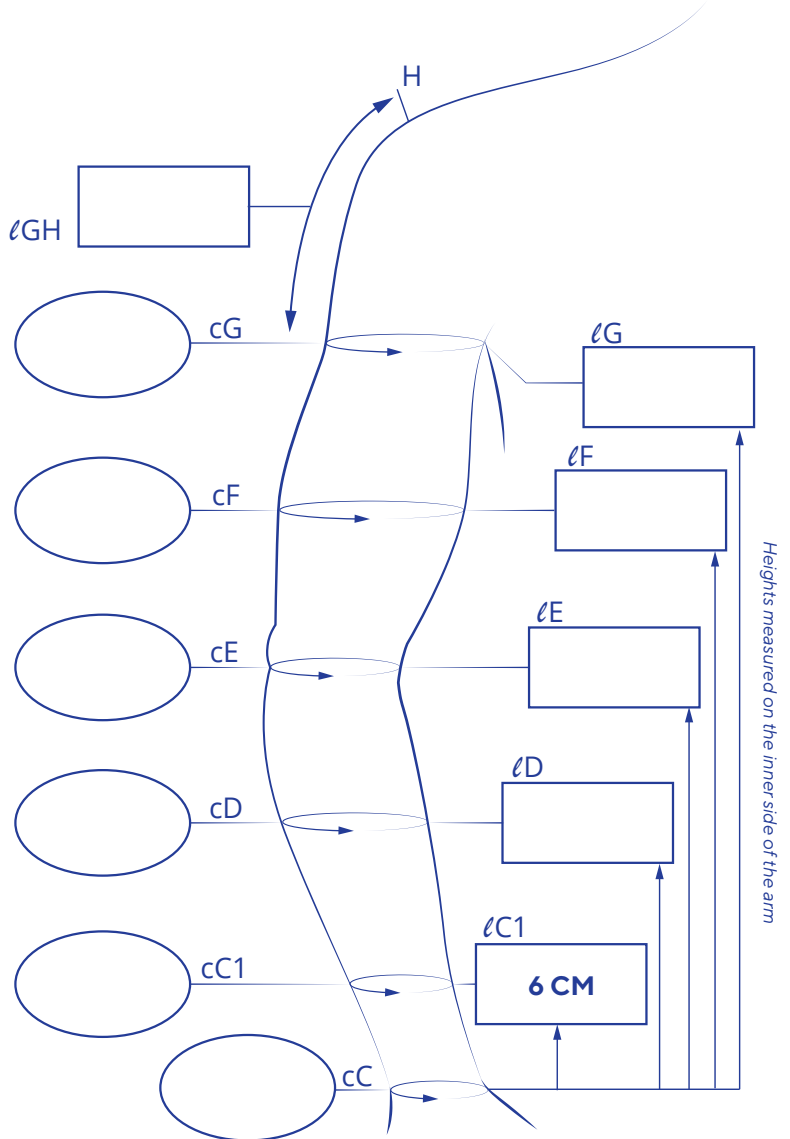 H
ℓGH
cG
ℓG
cF
ℓF
cE
ℓE
cD
ℓD
cC1
ℓC1
6 CM
cC
Heights measured on the inner side of the arm